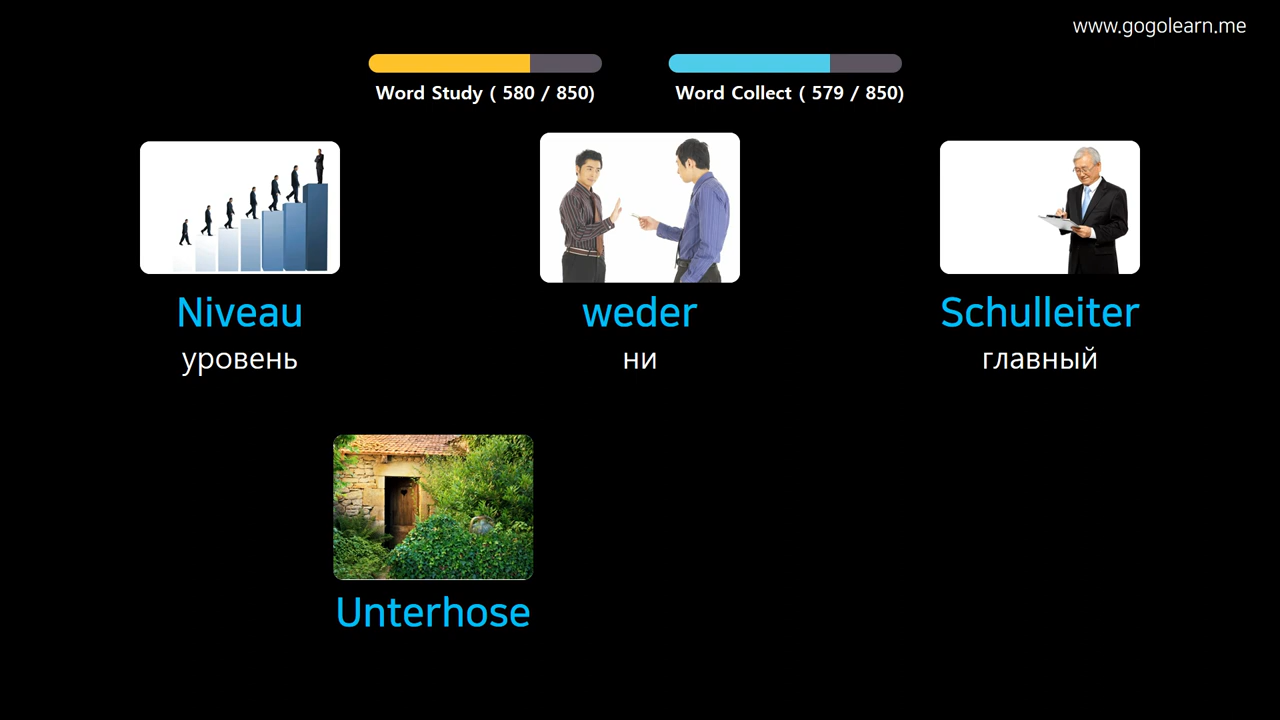 www.gogolearn.me
Word Study ( 580 / 850)
Word Collect ( 579 / 850)
Niveau
уровень
weder
ни
Schulleiter
главный
Unterhose